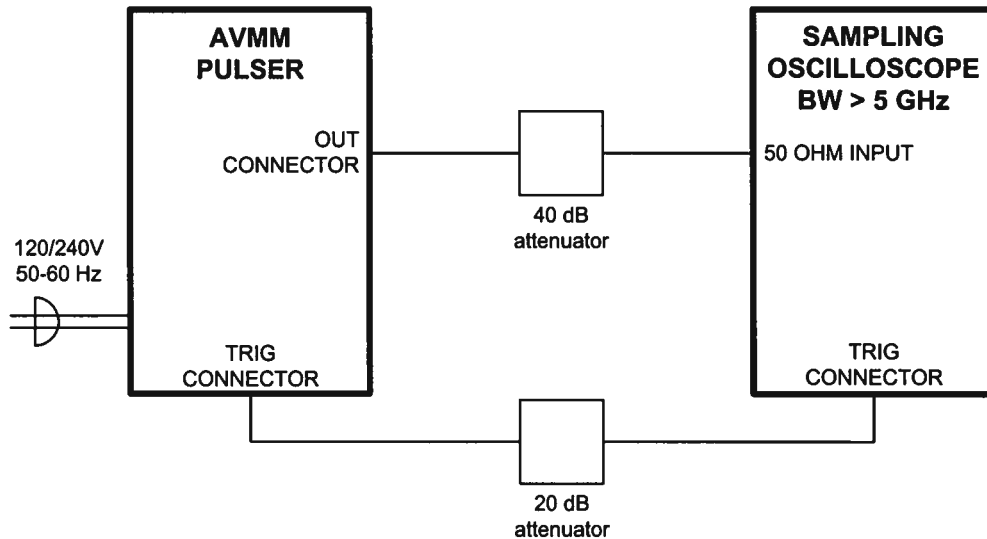 AVMM
PULSER
OUT
CONNECTOR
TRIG
CONNECTOR
120/240V
50-60 Hz
40 dB
attenuator
20 dB
attenuator
SAMPLING
OSCILLOSCOPE
BW > 5 GHz
50 OHM INPUT
TRIG
CONNECTOR